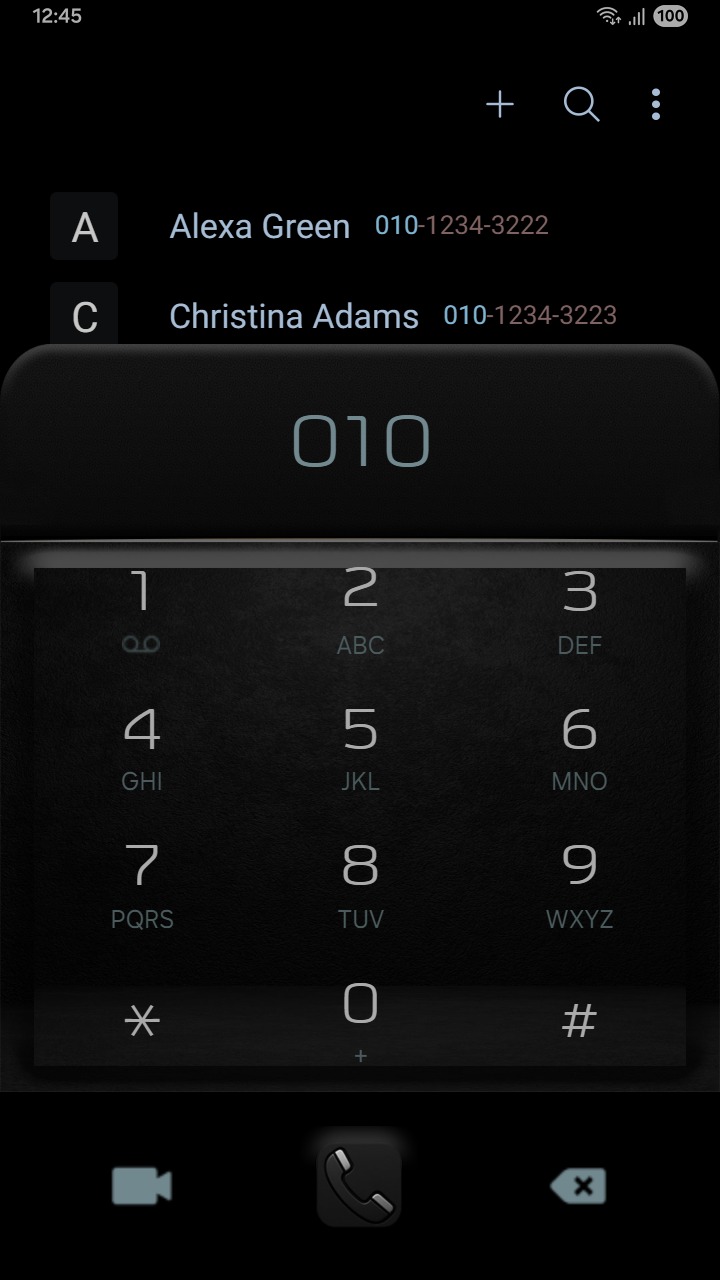 12:45 100
A Alexa Green 010-1234-3222
C Christina Adams 010-1234-3223
010
1 2 3
ABC DEF
4 5 6
GHI JKL MNO
7 8 9
PQRS TUV WXYZ
* 0 #
+